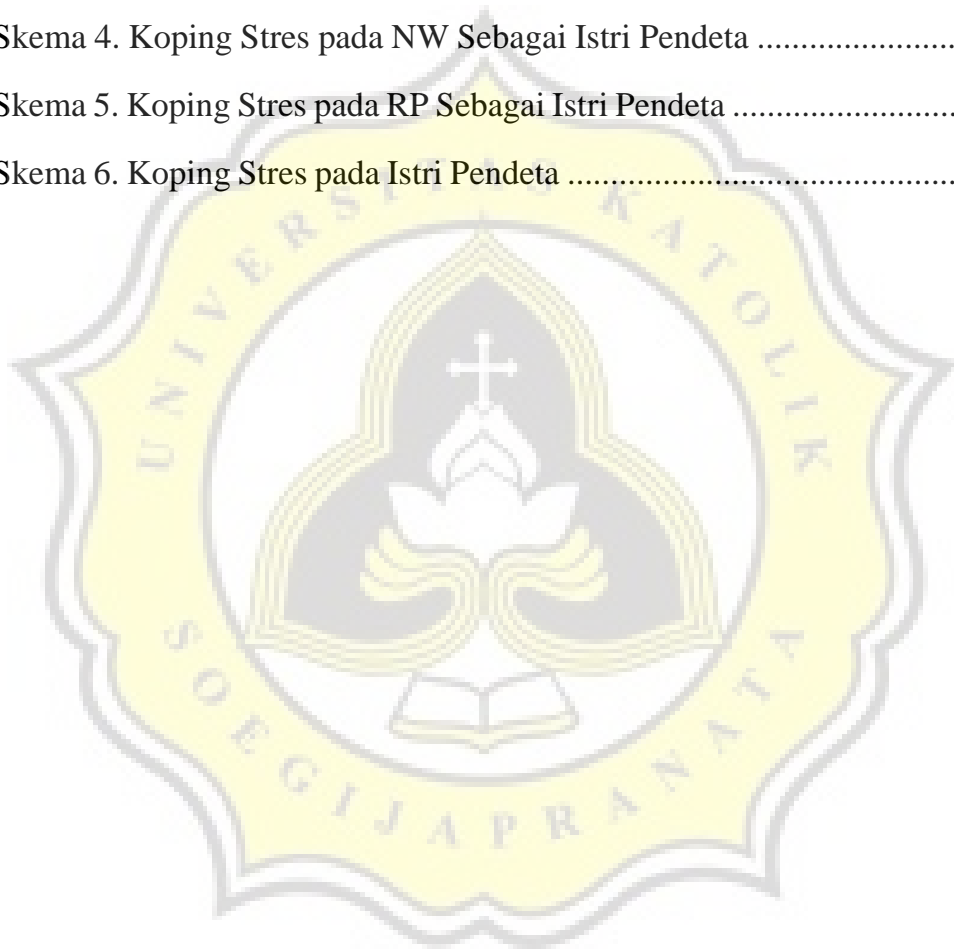 Skema 4. Koping Stres pada NW Sebagai Istri Pendeta .......................
Skema 5. Koping Stres pada RP Sebagai Istri Pendeta ..........................
Skema 6. Koping Stres pada Istri Pendeta .............................................
UNIVERSITAS KATOLIK
SOEGIJAPRANATA